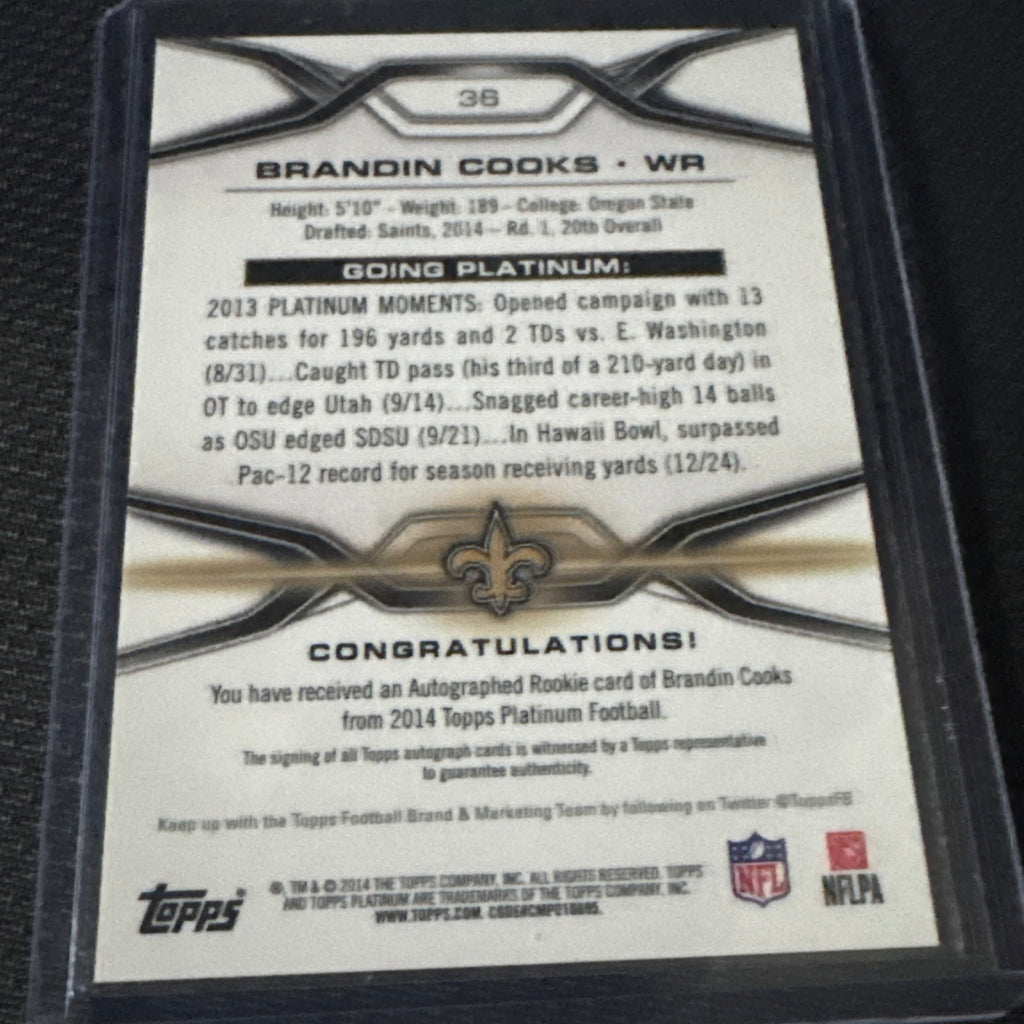 36
BRANDIN COOKS • WR
Height: 5'10" - Weight: 189 - College: Oregon State
Drafted: Saints, 2014 – Rd. 1, 20th Overall
GOING PLATINUM:
2013 PLATINUM MOMENTS: Opened campaign with 13
catches for 196 yards and 2 TDs vs. E. Washington
(8/31)...Caught TD pass (his third of a 210-yard day) in
OT to edge Utah (9/14)...Snagged career-high 14 balls
as OSU edged SDSU (9/21)...In Hawaii Bowl, surpassed
Pac-12 record for season receiving yards (12/24).
CONGRATULATIONS!
You have received an Autographed Rookie card of Brandin Cooks
from 2014 Topps Platinum Football.
The signing of all Topps autograph cards is witnessed by a Topps representative
to guarantee authenticity.
Keep up with the Topps Football Brand & Marketing Team by following on Twitter @ToppsFB
topps
®, TM & © 2014 THE TOPPS COMPANY, INC. ALL RIGHTS RESERVED. TOPPS
AND TOPPS PLATINUM ARE TRADEMARKS OF THE TOPPS COMPANY, INC.
WWW.TOPPS.COM.
NFL
NFLPA